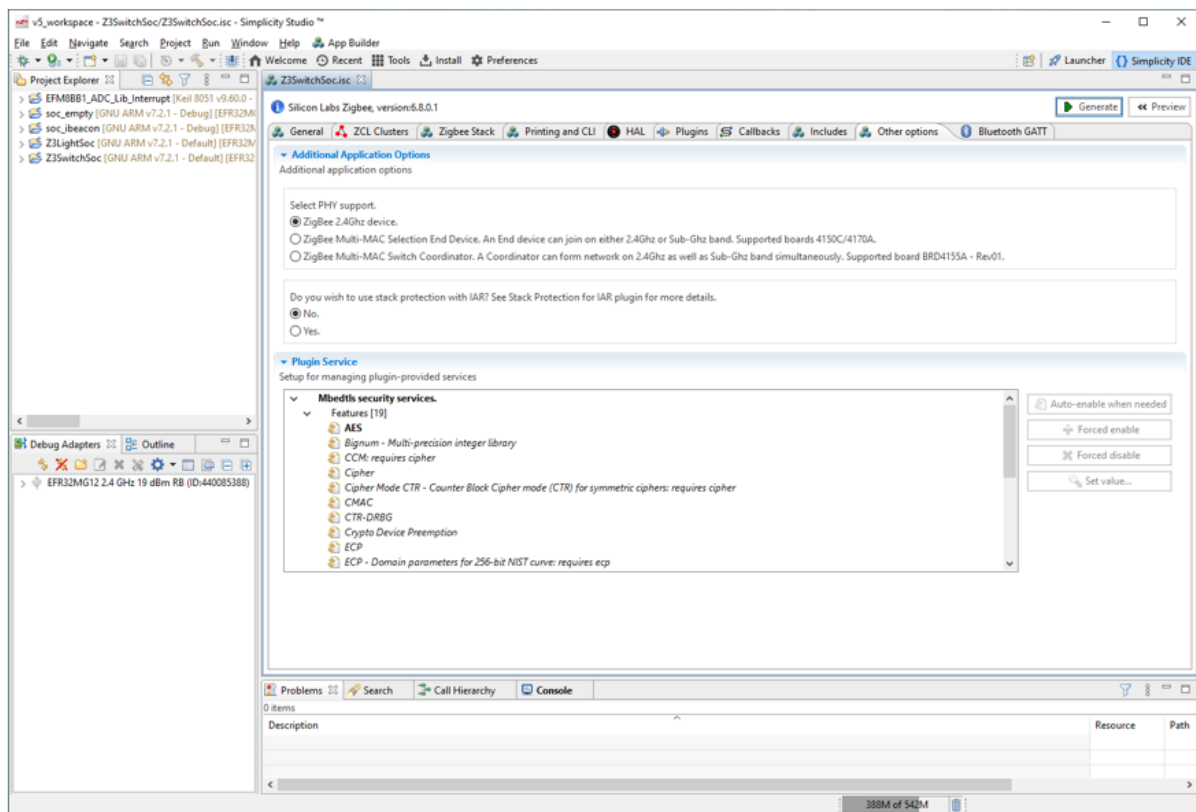 v5_workspace - Z3SwitchSoc/Z3SwitchSoc.isc - Simplicity Studio ™
File Edit Navigate Search Project Run Window Help App Builder
Welcome Recent Tools Install Preferences Launcher Simplicity IDE
Project Explorer
EFM8BB1_ADC_Lib_Interrupt [Keil 8051 v9.60.0 -
soc_empty [GNU ARM v7.2.1 - Debug] [EFR32M
soc_ibeacon [GNU ARM v7.2.1 - Debug] [EFR32M
Z3LightSoc [GNU ARM v7.2.1 - Default] [EFR32M
Z3SwitchSoc [GNU ARM v7.2.1 - Default] [EFR32
Z3SwitchSoc.isc
Silicon Labs Zigbee, version:6.8.0.1
Generate Preview
General ZCL Clusters Zigbee Stack Printing and CLI HAL Plugins Callbacks Includes Other options Bluetooth GATT
Additional Application Options
Additional application options
Select PHY support.
ZigBee 2.4Ghz device.
ZigBee Multi-MAC Selection End Device. An End device can join on either 2.4Ghz or Sub-Ghz band. Supported boards 4150C/4170A.
ZigBee Multi-MAC Switch Coordinator. A Coordinator can form network on 2.4Ghz as well as Sub-Ghz band simultaneously. Supported board BRD4155A - Rev01.
Do you wish to use stack protection with IAR? See Stack Protection for IAR plugin for more details.
No.
Yes.
Plugin Service
Setup for managing plugin-provided services
Mbedtls security services.
Features [19]
AES
Bignum - Multi-precision integer library
CCM: requires cipher
Cipher
Cipher Mode CTR - Counter Block Cipher mode (CTR) for symmetric ciphers: requires cipher
CMAC
CTR-DRBG
Crypto Device Preemption
ECP
ECP - Domain parameters for 256-bit NIST curve: requires ecp
Auto-enable when needed
Forced enable
Forced disable
Set value...
Debug Adapters Outline
EFR32MG12 2.4 GHz 19 dBm RB (ID:440085388)
Problems Search Call Hierarchy Console
0 items
Description Resource Path
388M of 542M